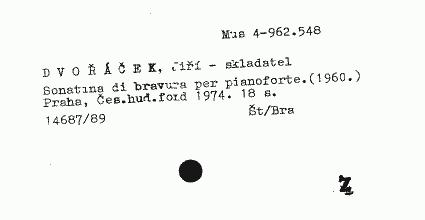 Mus 4-962.548
D V O Ř Á Č E K, Jiří - skladatel
Sonatina di bravura per pianoforte.(1960.)
Praha, Čes.hud.fond 1974. 18 s.
14687/89 Št/Bra
Z